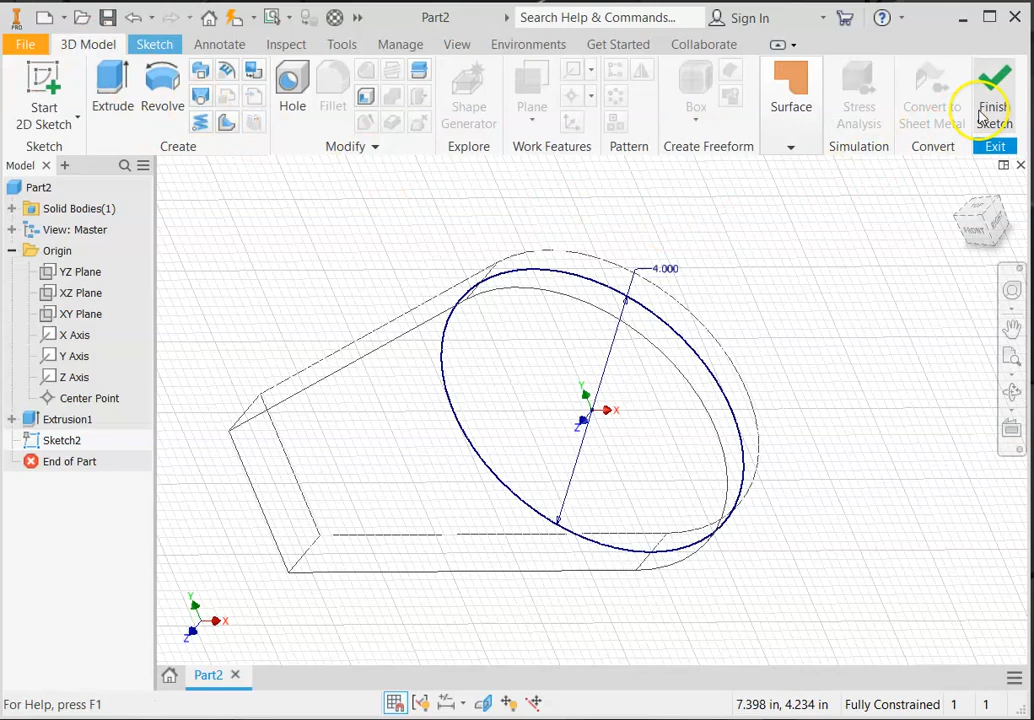 PRO
Part2
Search Help & Commands...
Sign In
File
3D Model
Sketch
Annotate
Inspect
Tools
Manage
View
Environments
Get Started
Collaborate
Start
2D Sketch
Extrude
Revolve
Hole
Fillet
Shape
Generator
Plane
Box
Surface
Stress
Analysis
Convert to
Sheet Metal
Finish
Sketch
Sketch
Create
Modify
Explore
Work Features
Pattern
Create Freeform
Simulation
Convert
Exit
Model
Part2
Solid Bodies(1)
View: Master
Origin
YZ Plane
XZ Plane
XY Plane
X Axis
Y Axis
Z Axis
Center Point
Extrusion1
Sketch2
End of Part
FRONT
RIGHT
4.000
Y
X
Z
Y
X
Z
Part2
For Help, press F1
7.398 in, 4.234 in
Fully Constrained
1
1